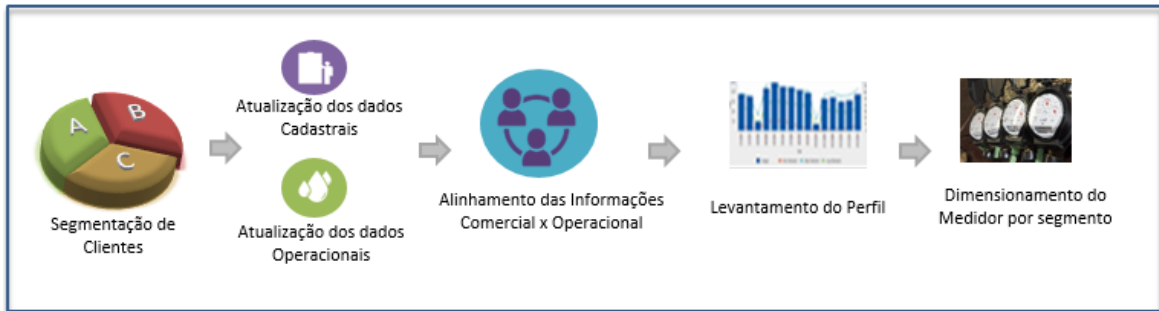 A
B
C
Segmentação de
Clientes
Atualização dos dados
Cadastrais
Atualização dos dados
Operacionais
Alinhamento das Informações
Comercial x Operacional
Levantamento do Perfil
Dimensionamento do
Medidor por segmento